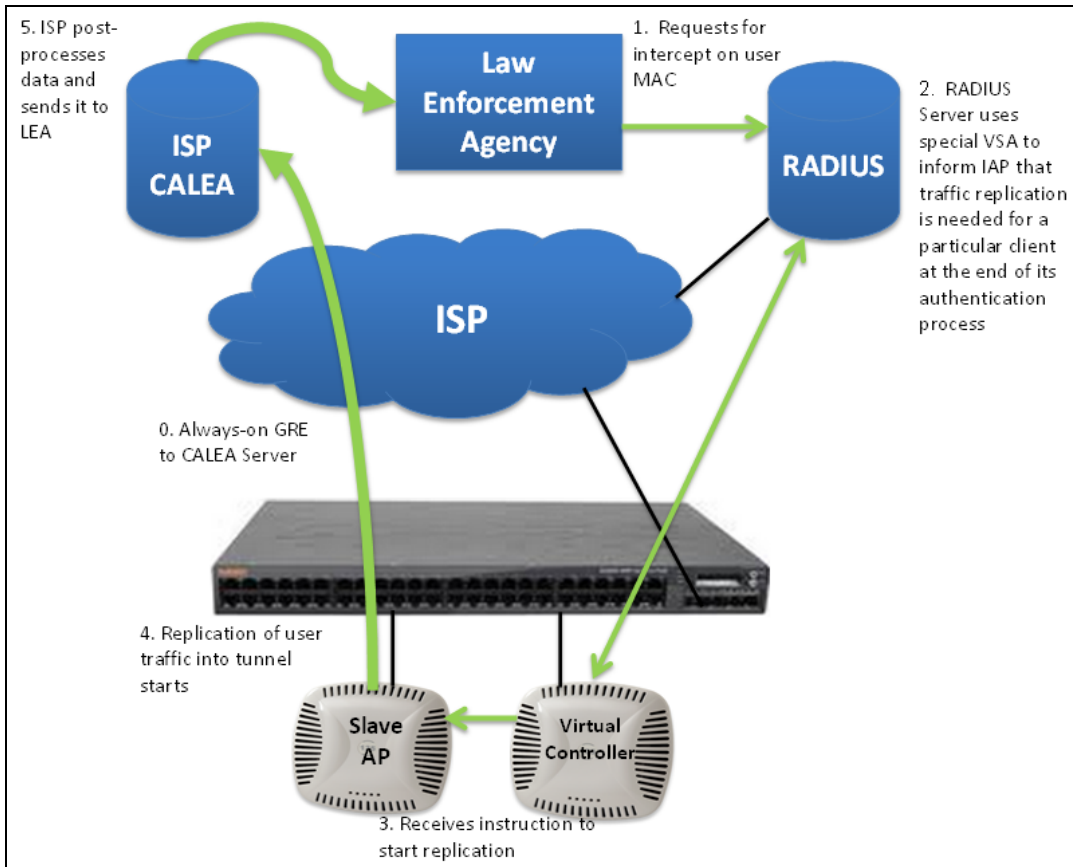 5. ISP post-
processes
data and
sends it to
LEA
ISP
CALEA
Law
Enforcement
Agency
1. Requests for
intercept on user
MAC
RADIUS
2. RADIUS
Server uses
special VSA to
inform IAP that
traffic replication
is needed for a
particular client
at the end of its
authentication
process
ISP
0. Always-on GRE
to CALEA Server
4. Replication of user
traffic into tunnel
starts
Slave
AP
Virtual
Controller
3. Receives instruction to
start replication